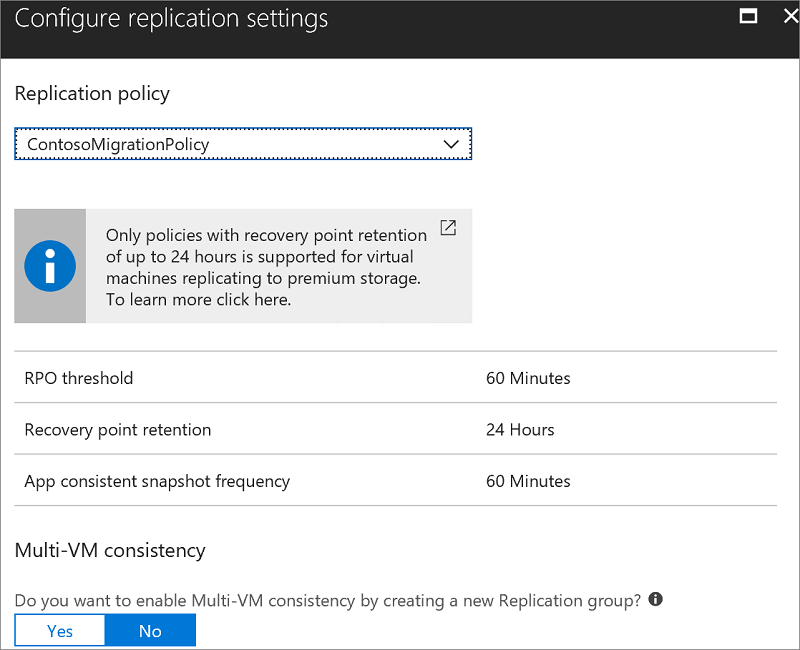 Configure replication settings
Replication policy
ContosoMigrationPolicy
Only policies with recovery point retention
of up to 24 hours is supported for virtual
machines replicating to premium storage.
To learn more click here.
RPO threshold 60 Minutes
Recovery point retention 24 Hours
App consistent snapshot frequency 60 Minutes
Multi-VM consistency
Do you want to enable Multi-VM consistency by creating a new Replication group?
Yes No